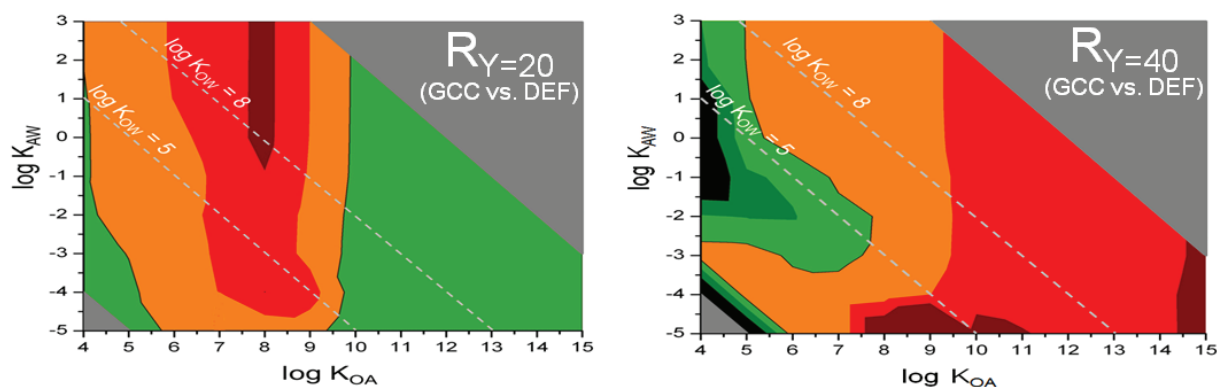 3
2
1
0
-1
-2
-3
-4
-5
log K_AW
4 5 6 7 8 9 10 11 12 13 14 15
log K_OA
log K_OW = 8
log K_OW = 5
R_Y=20
(GCC vs. DEF)
3
2
1
0
-1
-2
-3
-4
-5
log K_AW
4 5 6 7 8 9 10 11 12 13 14 15
log K_OA
log K_OW = 8
log K_OW = 5
R_Y=40
(GCC vs. DEF)